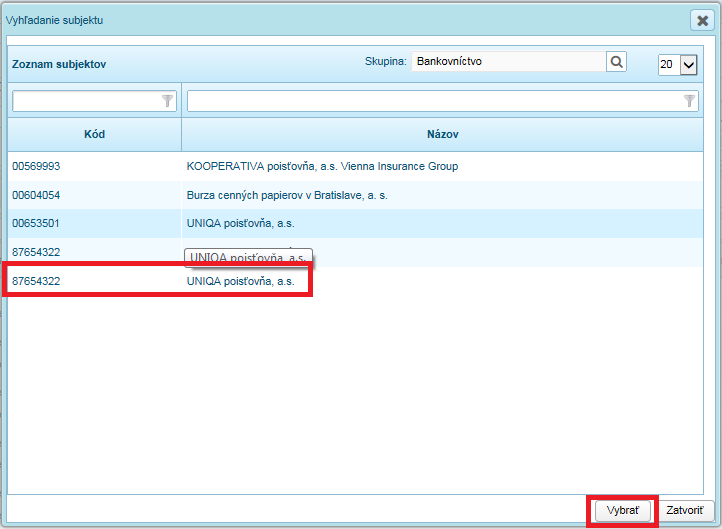 Vyhľadanie subjektu
Zoznam subjektov Skupina: Bankovníctvo 20
Kód Názov
00569993 KOOPERATIVA poisťovňa, a.s. Vienna Insurance Group
00604054 Burza cenných papierov v Bratislave, a. s.
00653501 UNIQA poisťovňa, a.s.
87654322
UNIQA poisťovňa, a.s.
87654322 UNIQA poisťovňa, a.s.
Vybrať Zatvoriť